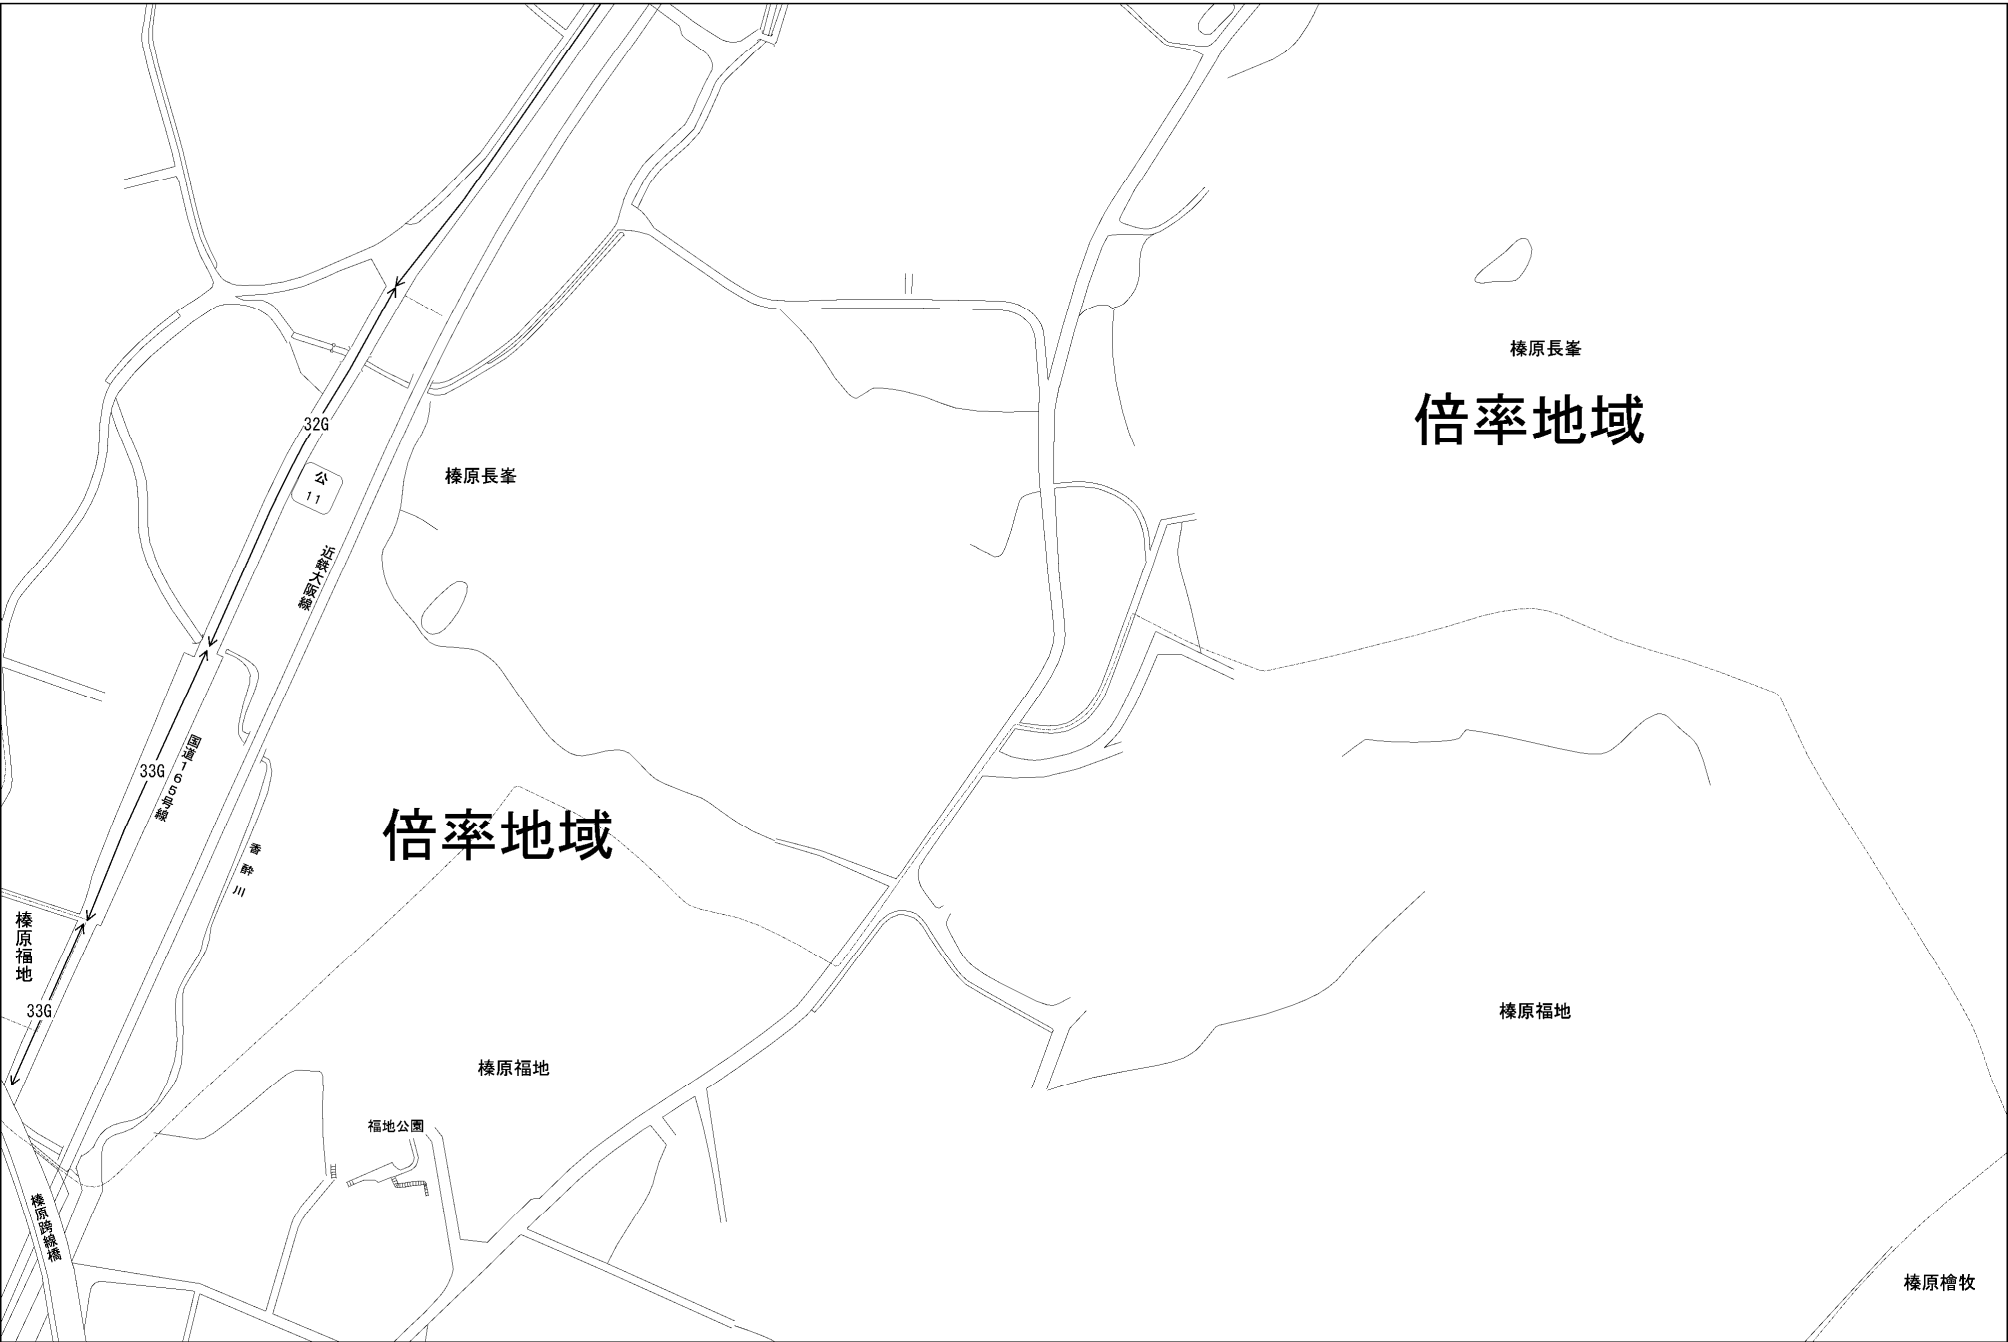 榛原長峯
倍率地域
32G
公
11
榛原長峯
近鉄大阪線
国道165号線
33G
倍率地域
香酔川
榛原福地
33G
榛原福地
榛原福地
福地公園
榛原跨線橋
榛原檜牧